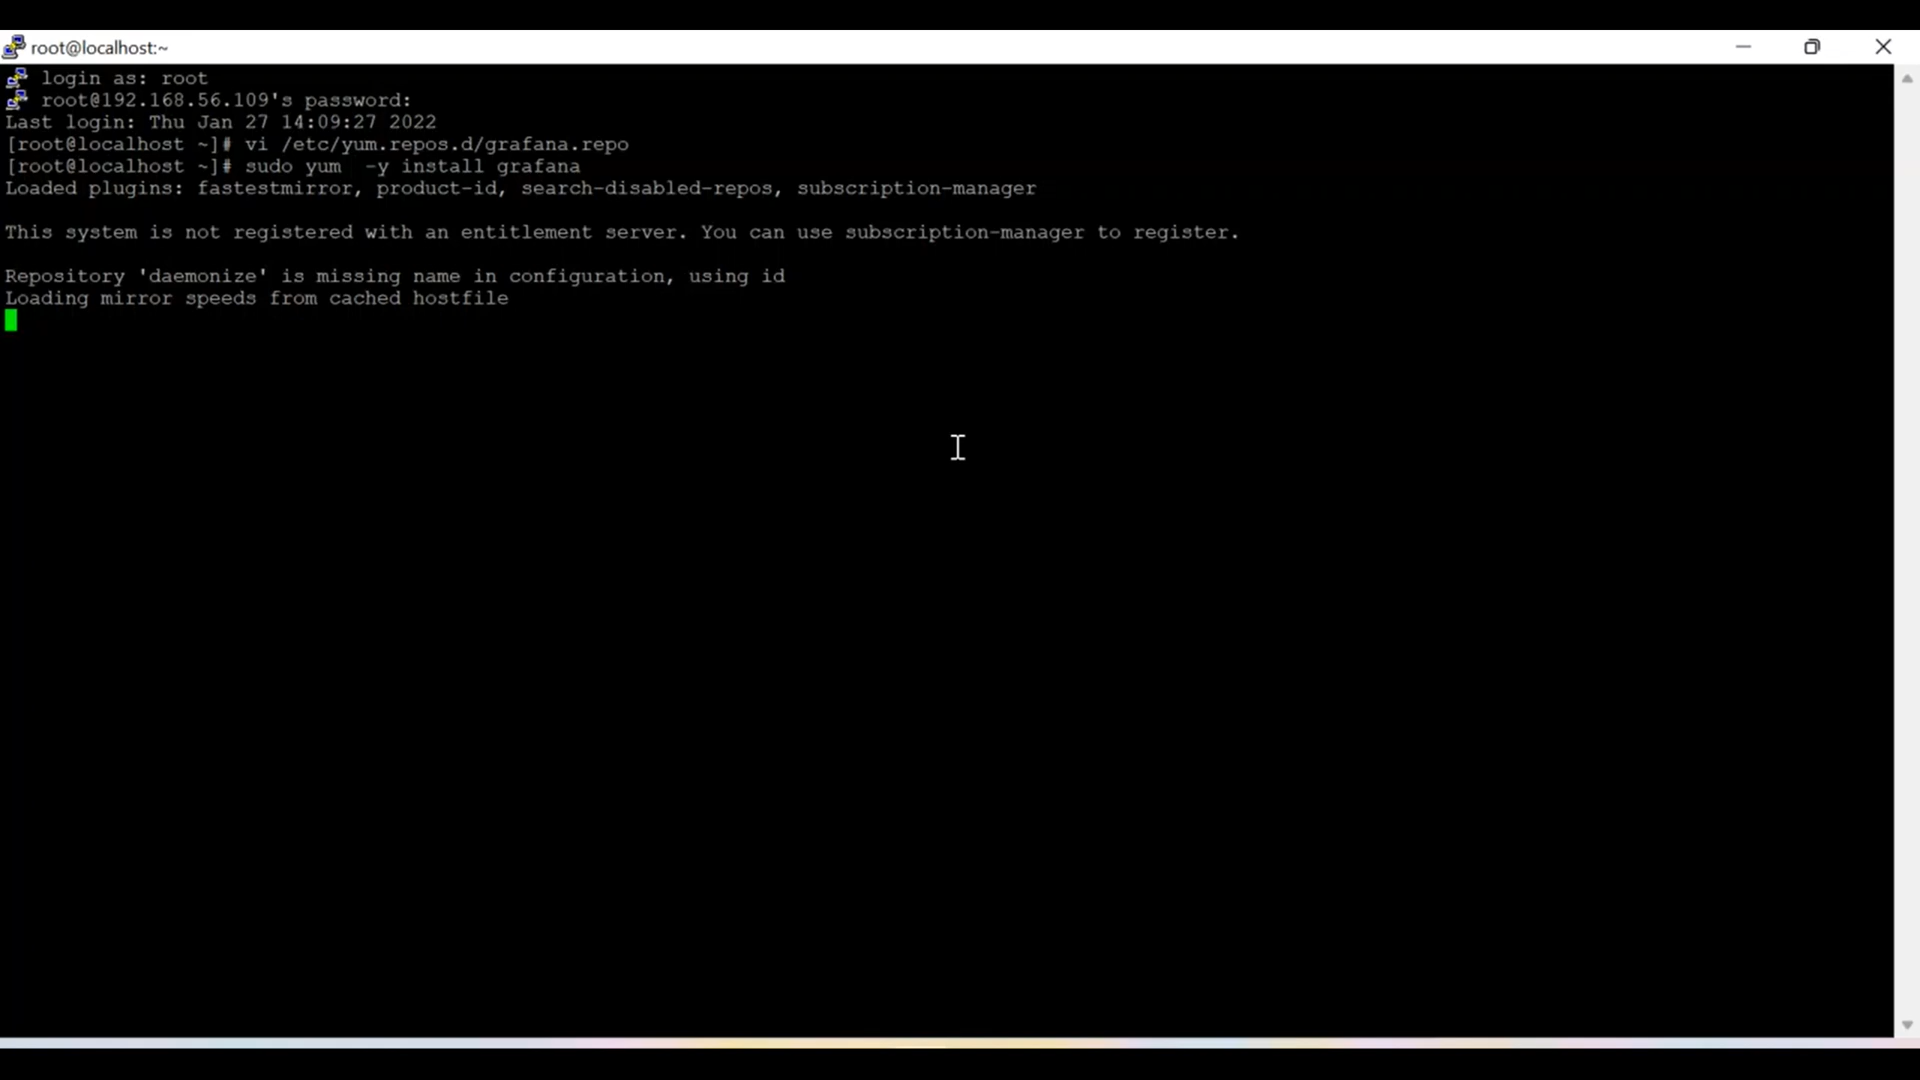 root@localhost:~
login as: root
root@192.168.56.109's password:
Last login: Thu Jan 27 14:09:27 2022
[root@localhost ~]# vi /etc/yum.repos.d/grafana.repo
[root@localhost ~]# sudo yum  -y install grafana
Loaded plugins: fastestmirror, product-id, search-disabled-repos, subscription-manager
This system is not registered with an entitlement server. You can use subscription-manager to register.
Repository 'daemonize' is missing name in configuration, using id
Loading mirror speeds from cached hostfile